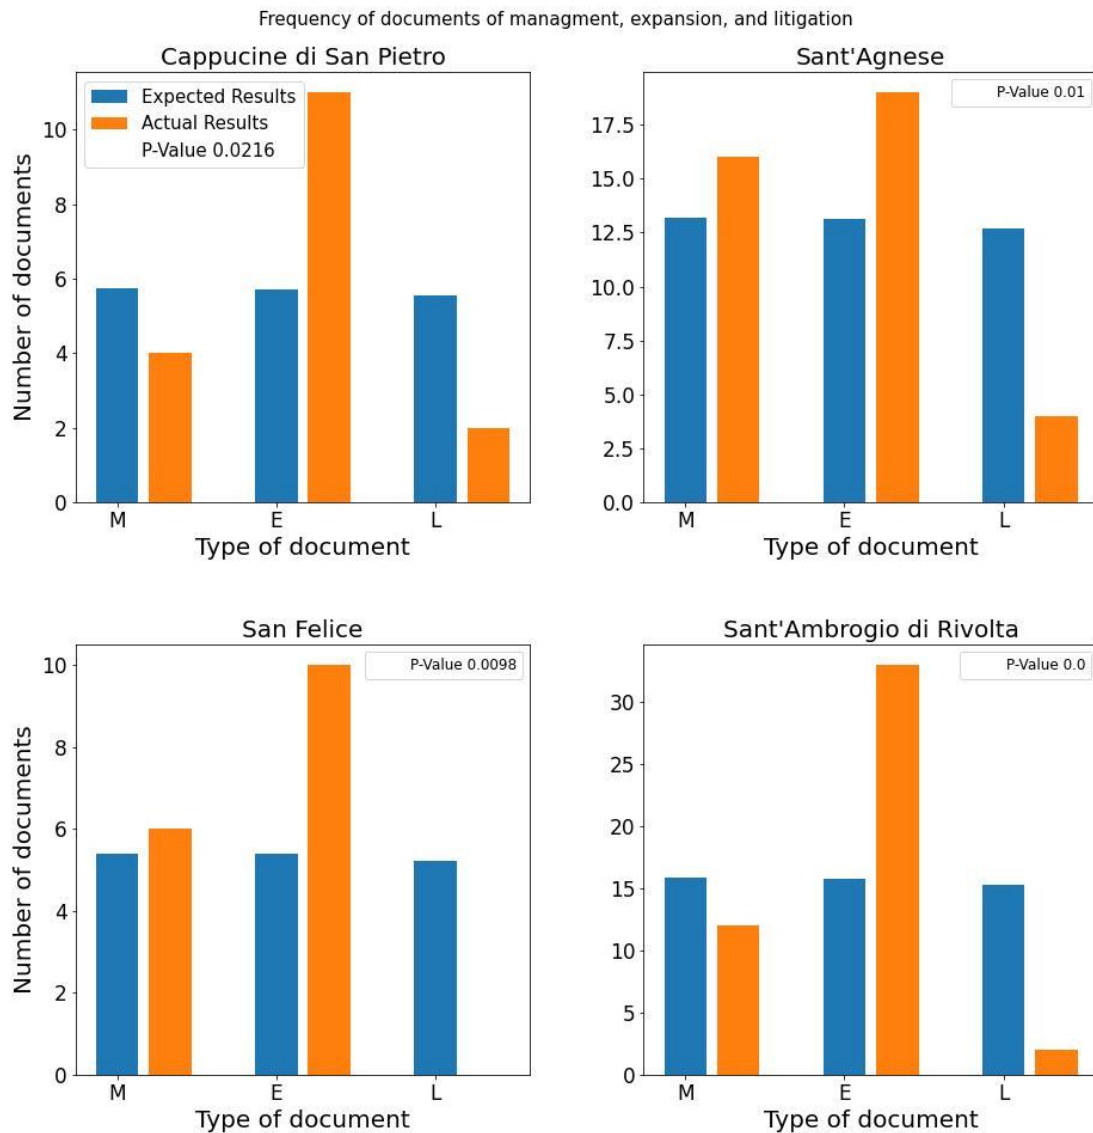 Frequency of documents of managment, expansion, and litigation
Cappucine di San Pietro
Expected Results
Actual Results
P-Value 0.0216
10
8
6
4
2
0
Number of documents
M E L
Type of document
Sant'Agnese
P-Value 0.01
17.5
15.0
12.5
10.0
7.5
5.0
2.5
0.0
M E L
Type of document
San Felice
P-Value 0.0098
10
8
6
4
2
0
Number of documents
M E L
Type of document
Sant'Ambrogio di Rivolta
P-Value 0.0
30
25
20
15
10
5
0
M E L
Type of document